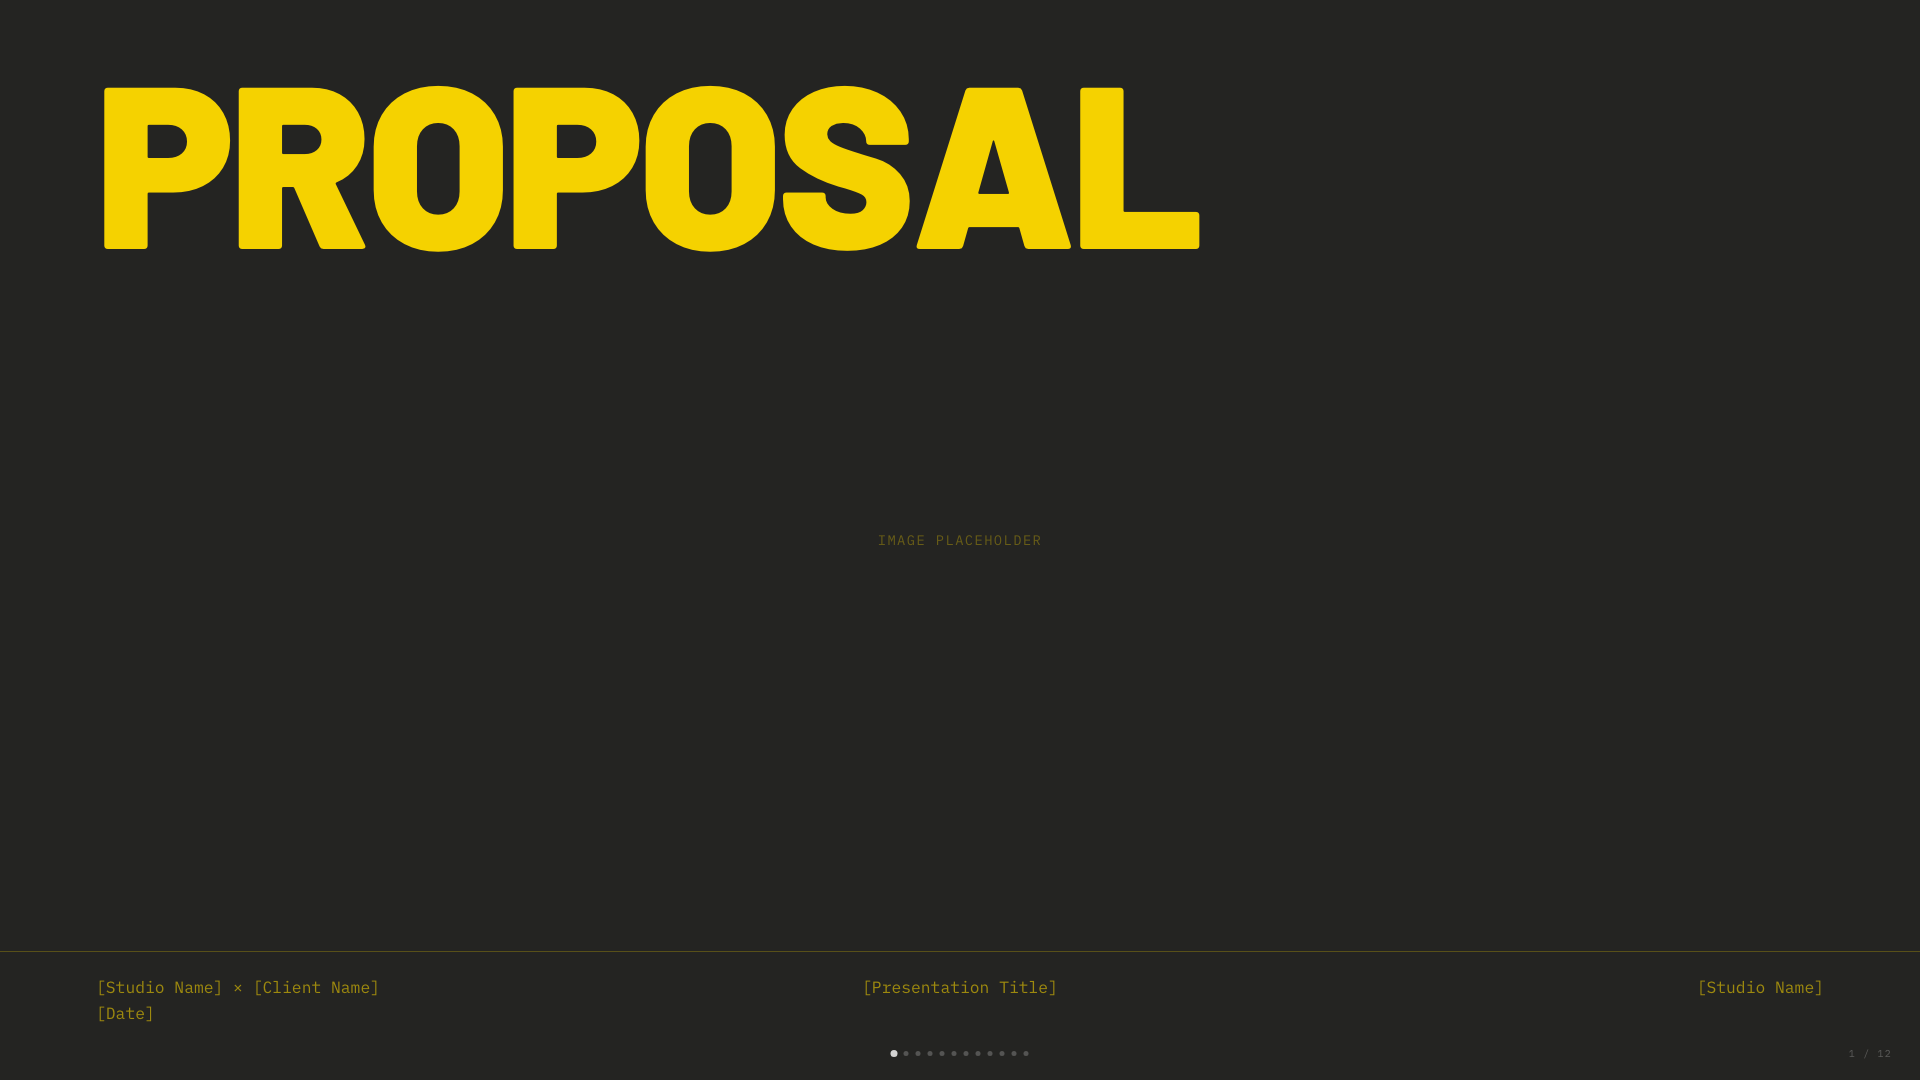 PROPOSAL
IMAGE PLACEHOLDER
[Studio Name] × [Client Name]
[Date]
[Presentation Title]
[Studio Name]
1 / 12